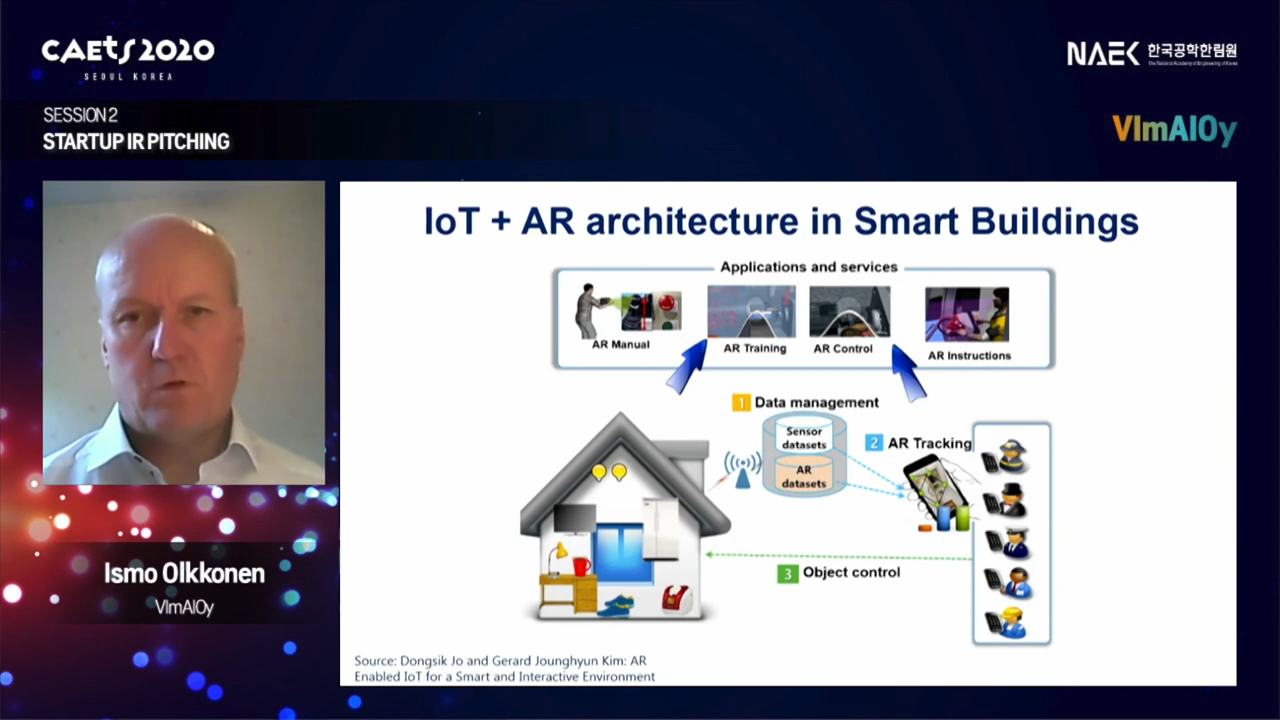 CAETS 2020
SEOUL KOREA
NAEK 한국공학한림원
The National Academy of Engineering of Korea
SESSION 2
STARTUP IR PITCHING
VImAIOy
IoT + AR architecture in Smart Buildings
Applications and services
AR Manual
AR Training
AR Control
AR Instructions
1 Data management
Sensor
datasets
2 AR Tracking
AR
datasets
3 Object control
Ismo Olkkonen
VImAIOy
Source: Dongsik Jo and Gerard Jounghyun Kim: AR
Enabled IoT for a Smart and Interactive Environment